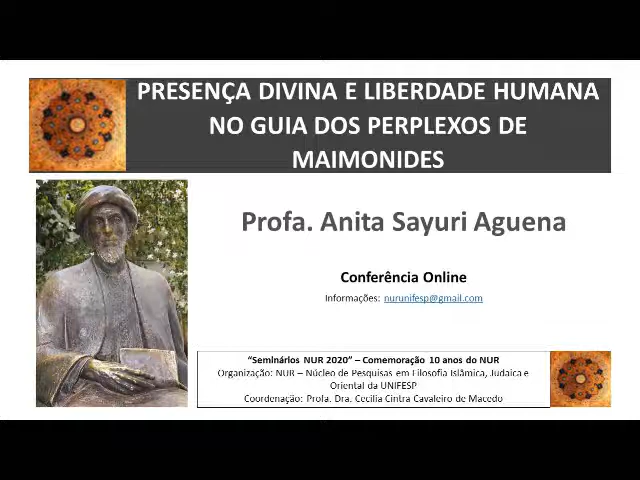 PRESENÇA DIVINA E LIBERDADE HUMANA
NO GUIA DOS PERPLEXOS DE
MAIMONIDES
Profa. Anita Sayuri Aguena
Conferência Online
Informações: nurunifesp@gmail.com
“Seminários NUR 2020” – Comemoração 10 anos do NUR
Organização: NUR – Núcleo de Pesquisas em Filosofia Islâmica, Judaica e
Oriental da UNIFESP
Coordenação: Profa. Dra. Cecilia Cintra Cavaleiro de Macedo